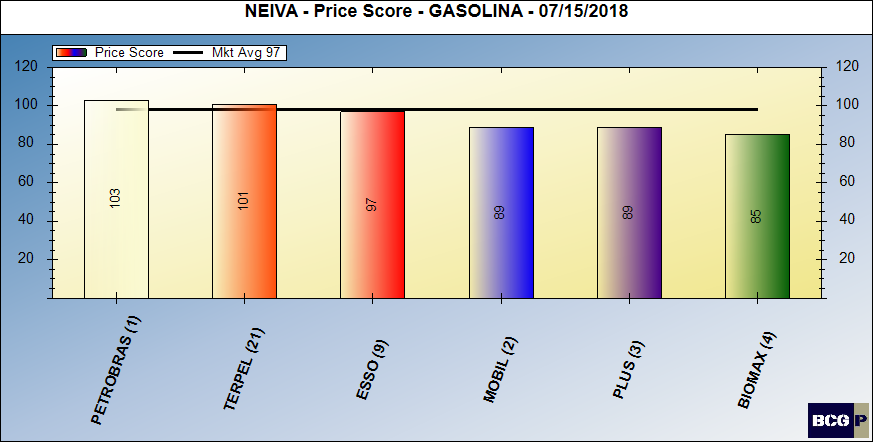 NEIVA - Price Score - GASOLINA - 07/15/2018
Price Score Mkt Avg 97
120 120
100 100
80 80
60 60
40 40
20 20
103 101 97 89 89 85
PETROBRAS (1) TERPEL (21) ESSO (9) MOBIL (2) PLUS (3) BIOMAX (4)
BCG P